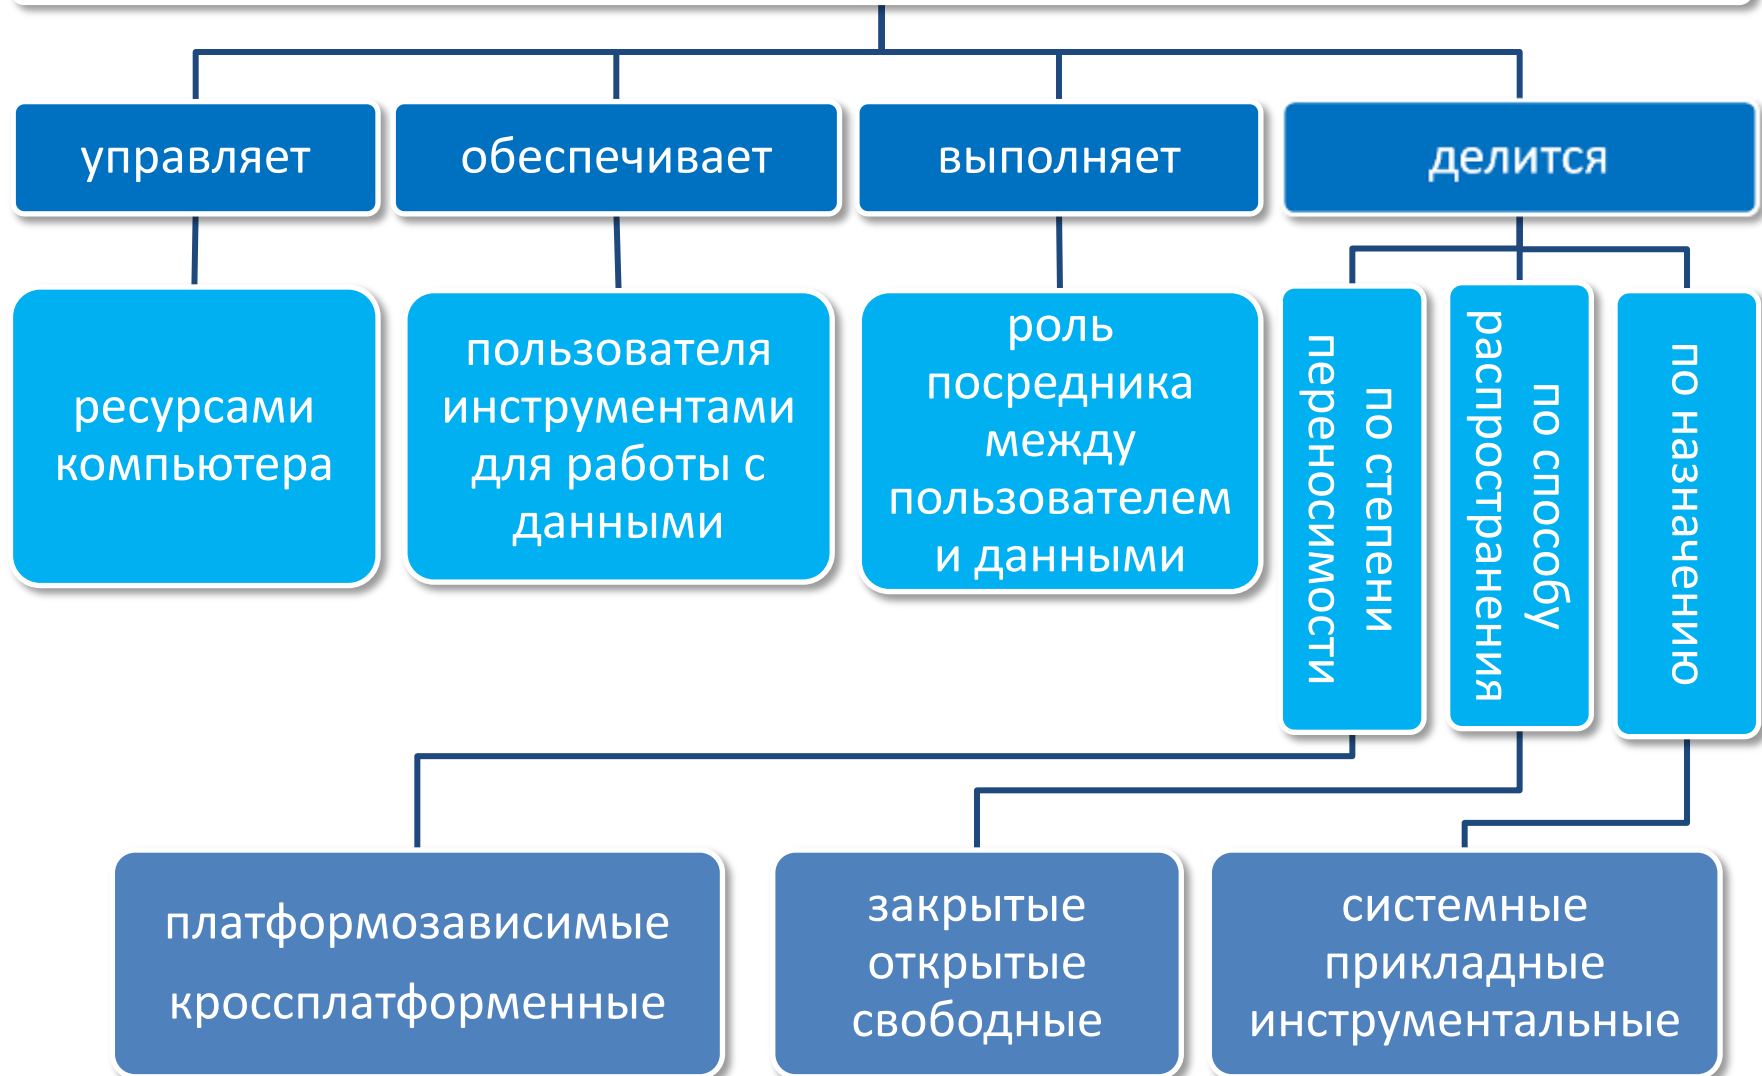 управляет
обеспечивает
выполняет
делится
ресурсами
компьютера
пользователя
инструментами
для работы с
данными
роль
посредника
между
пользователем
и данными
по степени
переносимости
по способу
распространения
по назначению
платформозависимые
кроссплатформенные
закрытые
открытые
свободные
системные
прикладные
инструментальные